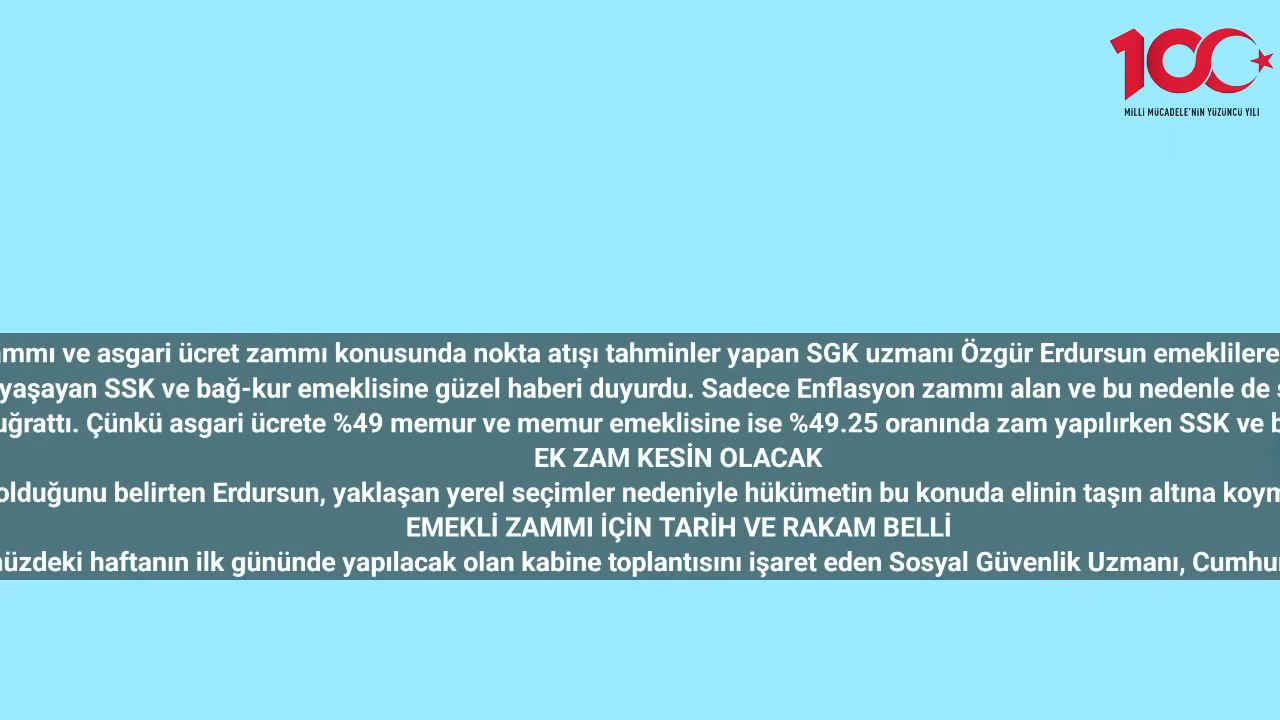 100
MİLLİ MÜCADELE'NİN YÜZÜNCÜ YILI
ammı ve asgari ücret zammı konusunda nokta atışı tahminler yapan SGK uzmanı Özgür Erdursun emeklilere
yaşayan SSK ve bağ-kur emeklisine güzel haberi duyurdu. Sadece Enflasyon zammı alan ve bu nedenle de
uğrattı. Çünkü asgari ücrete %49 memur ve memur emeklisine ise %49.25 oranında zam yapılırken SSK ve
EK ZAM KESİN OLACAK
olduğunu belirten Erdursun, yaklaşan yerel seçimler nedeniyle hükümetin bu konuda elinin taşın altına koym
EMEKLİ ZAMMI İÇİN TARİH VE RAKAM BELLİ
müzdeki haftanın ilk gününde yapılacak olan kabine toplantısını işaret eden Sosyal Güvenlik Uzmanı, Cumhu